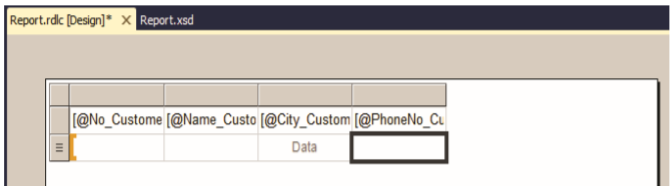 Report.rdlc [Design]* X Report.xsd
[@No_Custome [@Name_Custo [@City_Custom [@PhoneNo_Cu
Data